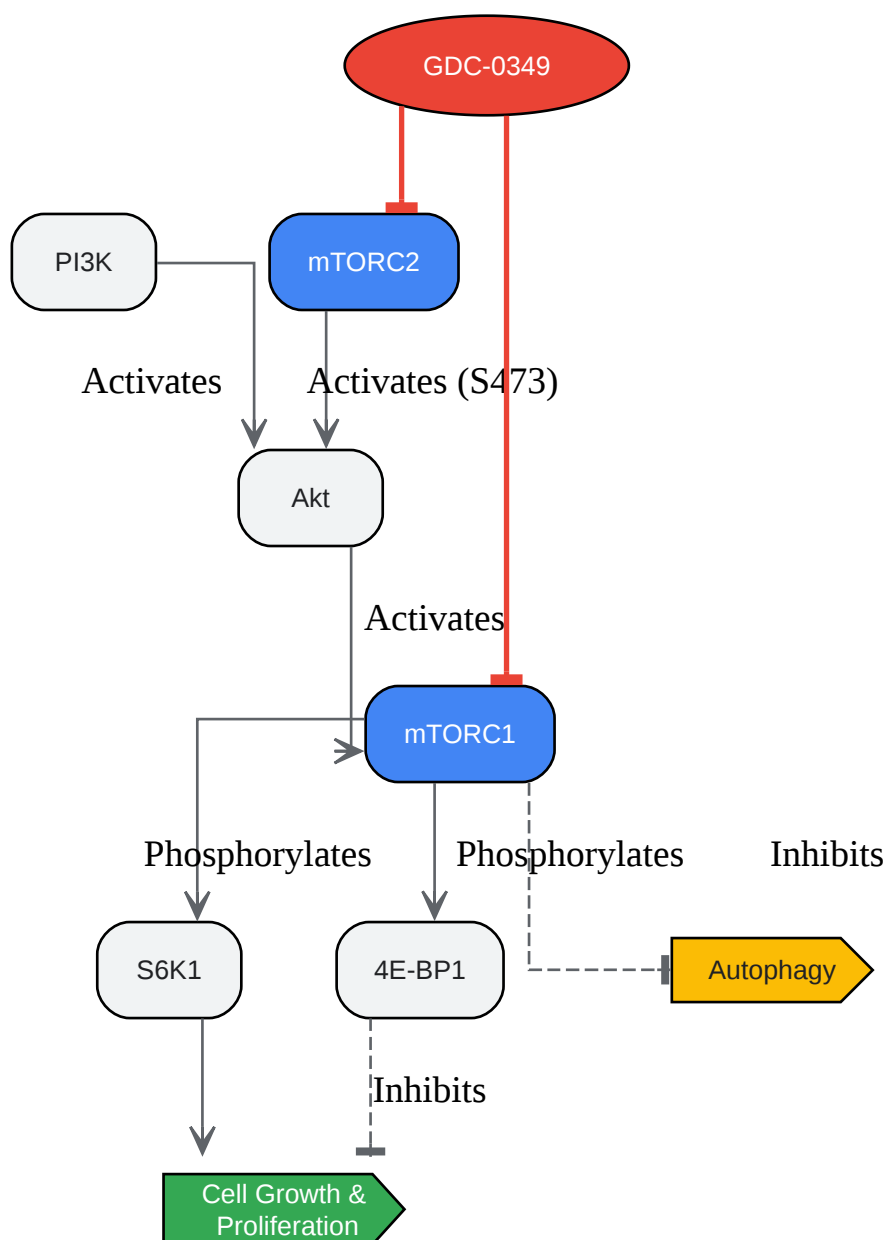 GDC-0349
PI3K
mTORC2
Activates
Activates (S473)
Akt
Activates
mTORC1
Phosphorylates
Phosphorylates
Inhibits
S6K1
4E-BP1
Autophagy
Inhibits
Cell Growth &
Proliferation